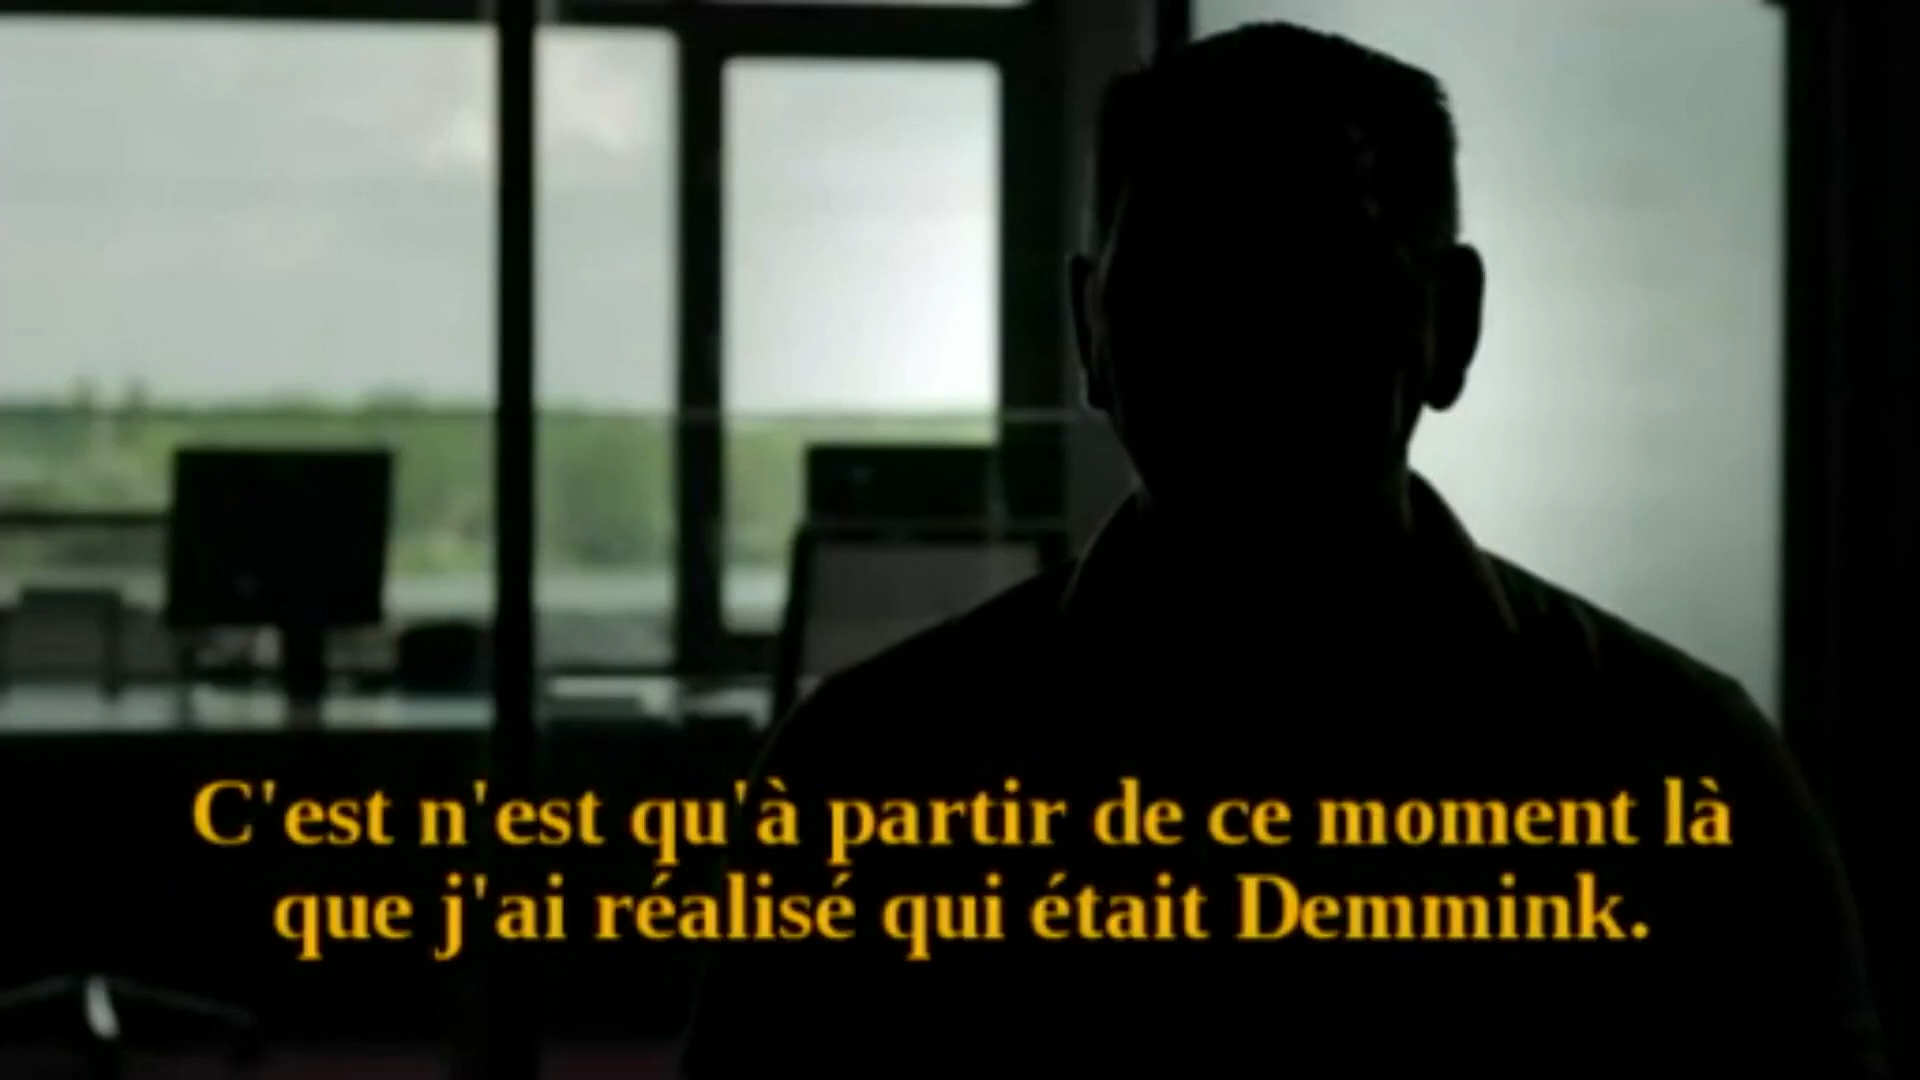 C'est n'est qu'à partir de ce moment là
que j'ai réalisé qui était Demmink.